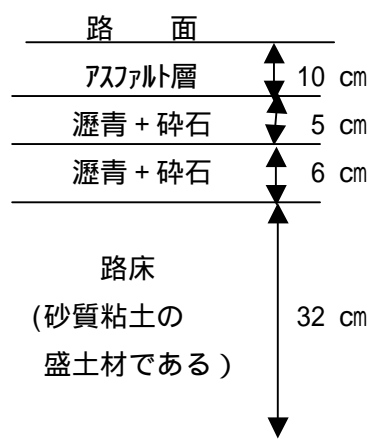 路 面
ｱｽﾌｧﾙﾄ層 10 ㎝
瀝青 + 砕石 5 ㎝
瀝青 + 砕石 6 ㎝
路床
(砂質粘土の 32 ㎝
盛土材である )